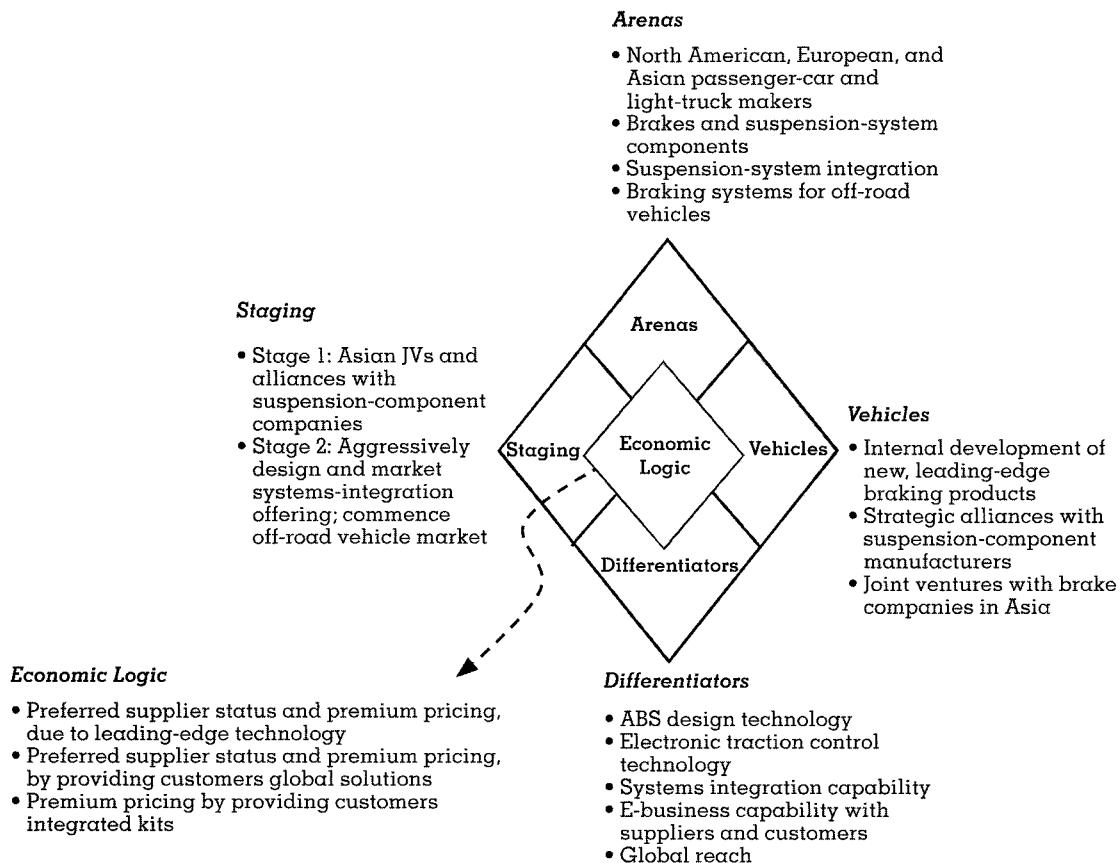 Arenas
• North American, European, and
Asian passenger-car and
light-truck makers
• Brakes and suspension-system
components
• Suspension-system integration
• Braking systems for off-road
vehicles
Staging
• Stage 1: Asian JVs and
alliances with
suspension-component
companies
• Stage 2: Aggressively
design and market
systems-integration
offering; commence
off-road vehicle market
Arenas
Staging
Economic
Logic
Vehicles
Differentiators
Vehicles
• Internal development of
new, leading-edge
braking products
• Strategic alliances with
suspension-component
manufacturers
• Joint ventures with brake
companies in Asia
Economic Logic
• Preferred supplier status and premium pricing,
due to leading-edge technology
• Preferred supplier status and premium pricing,
by providing customers global solutions
• Premium pricing by providing customers
integrated kits
Differentiators
• ABS design technology
• Electronic traction control
technology
• Systems integration capability
• E-business capability with
suppliers and customers
• Global reach